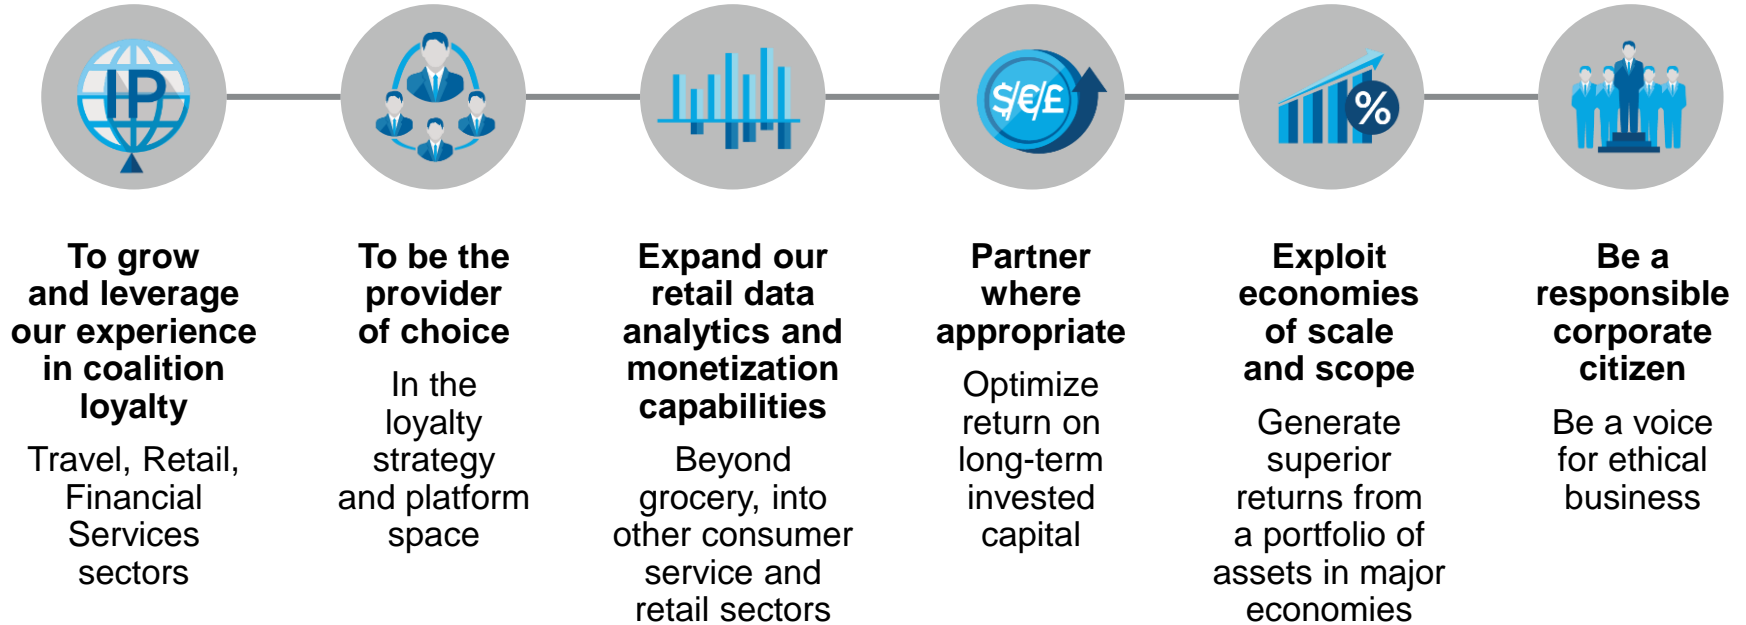 IP
$/€/£
%
To grow
and leverage
our experience
in coalition
loyalty
Travel, Retail,
Financial
Services
sectors
To be the
provider
of choice
In the
loyalty
strategy
and platform
space
Expand our
retail data
analytics and
monetization
capabilities
Beyond
grocery, into
other consumer
service and
retail sectors
Partner
where
appropriate
Optimize
return on
long-term
invested
capital
Exploit
economies
of scale
and scope
Generate
superior
returns from
a portfolio of
assets in major
economies
Be a
responsible
corporate
citizen
Be a voice
for ethical
business